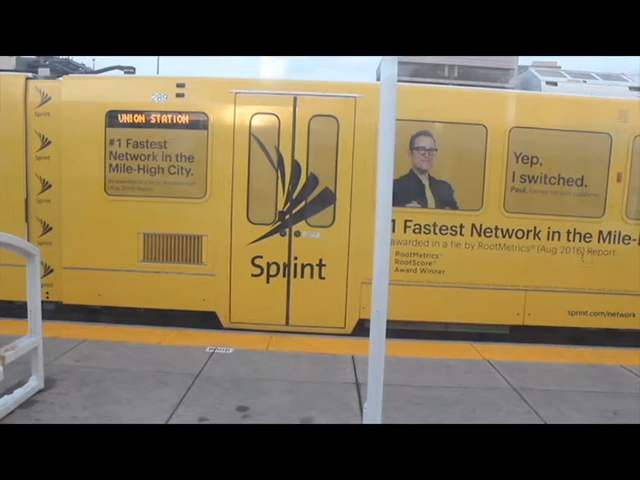 289
UNION STATION
#1 Fastest
Network in the
Mile-High City.
Sprint
Sprint
Sprint
Sprint
Sprint
Sprint
Yep,
I switched.
Paul,
1 Fastest Network in the Mile-
awarded in a tie by RootMetrics® (Aug 2016) Report
RootMetrics®
RootScore®
Award Winner
sprint.com/network